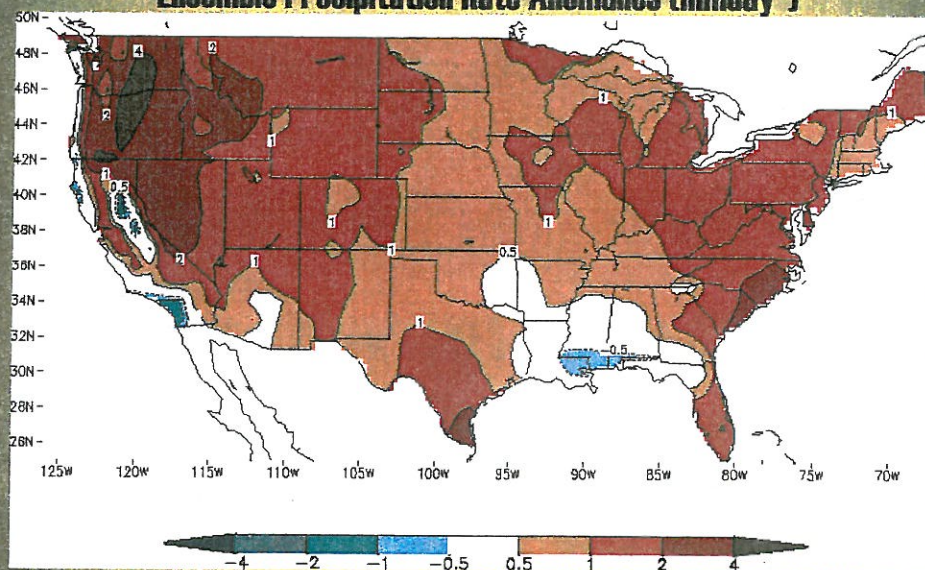 Ensemble Precipitation Rate Anomalies (mmday⁻¹)
50N
48N
46N
44N
42N
40N
38N
36N
34N
32N
30N
28N
26N
125W 120W 115W 110W 105W 100W 95W 90W 85W 80W 75W 70W
4 2
2
2
1 1 1
1
0.5
1 1
2 1 1 0.5
1
-0.5
-4 -2 -1 -0.5 0.5 1 2 4